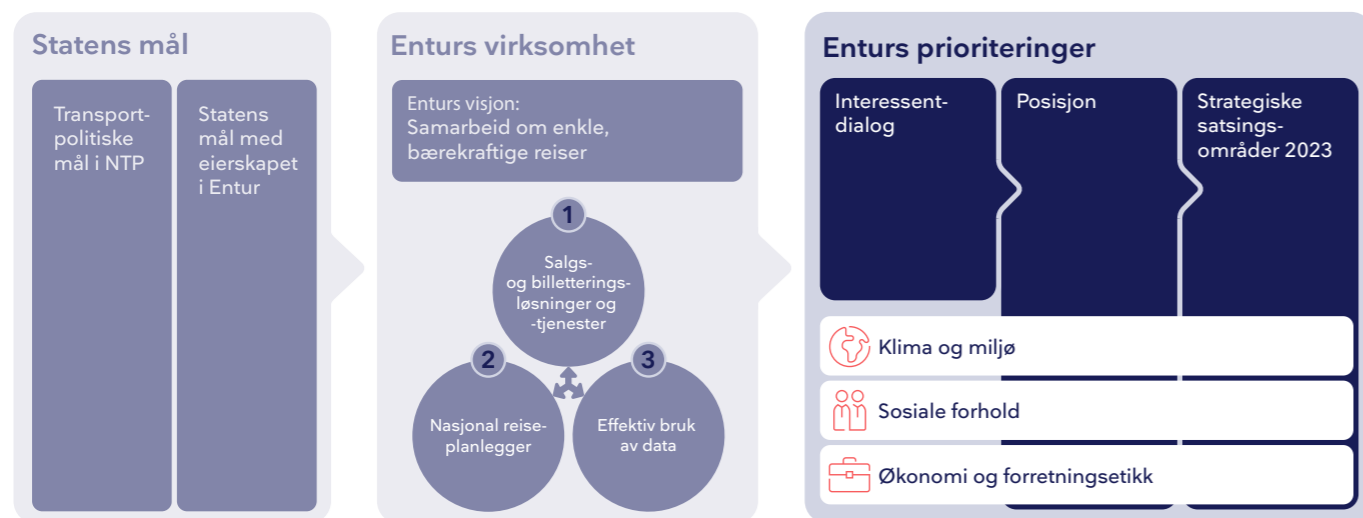 Statens mål
Transport-
politiske
mål i NTP
Statens
mål med
eierskapet
i Entur
Enturs virksomhet
Enturs visjon:
Samarbeid om enkle,
bærekraftige reiser
1
Salgs-
og billetterings-
løsninger og
-tjenester
2
Nasjonal reise-
planlegger
3
Effektiv bruk
av data
Enturs prioriteringer
Interessent-
dialog
Posisjon
Strategiske
satsings-
områder 2023
Klima og miljø
Sosiale forhold
Økonomi og forretningsetikk